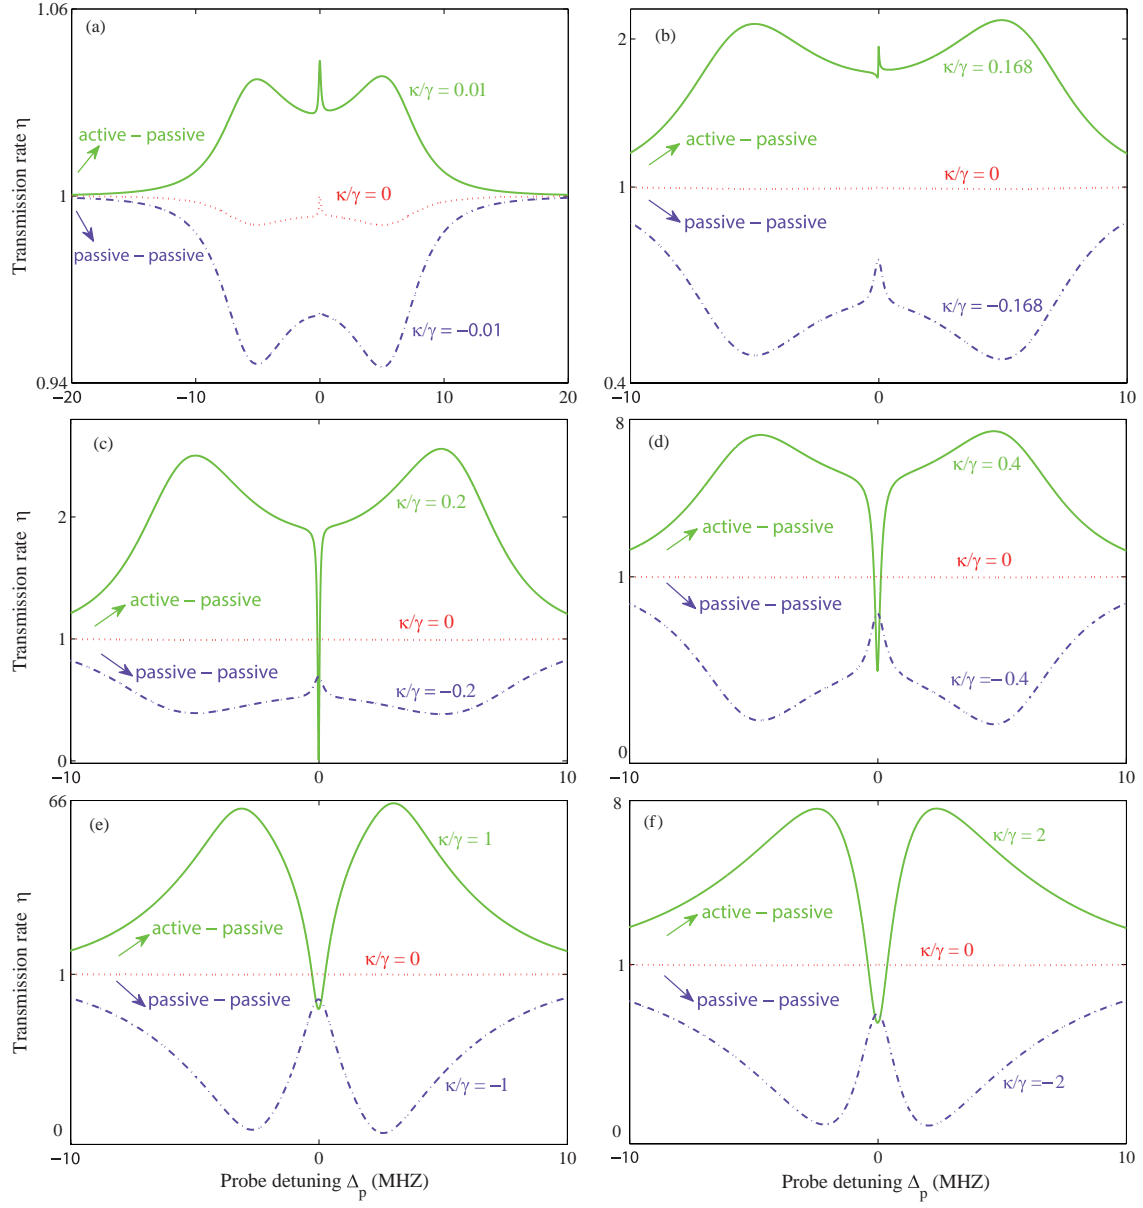 1.06
(a)
κ/γ = 0.01
active – passive
κ/γ = 0
1
passive – passive
κ/γ = −0.01
0.94
−20
−10
0
10
20
Transmission rate η
(b)
2
κ/γ = 0.168
active – passive
κ/γ = 0
1
passive – passive
κ/γ = −0.168
0.4
−10
0
10
(c)
2
κ/γ = 0.2
active – passive
κ/γ = 0
1
passive – passive
κ/γ = −0.2
0
−10
0
10
Transmission rate η
8
(d)
κ/γ = 0.4
active – passive
κ/γ = 0
1
passive – passive
κ/γ = −0.4
0
−10
0
10
66
(e)
κ/γ = 1
active – passive
κ/γ = 0
1
passive – passive
κ/γ = −1
0
−10
0
10
Transmission rate η
Probe detuning Δp (MHZ)
8
(f)
κ/γ = 2
active – passive
κ/γ = 0
1
passive – passive
κ/γ = −2
0
−10
0
10
Probe detuning Δp (MHZ)